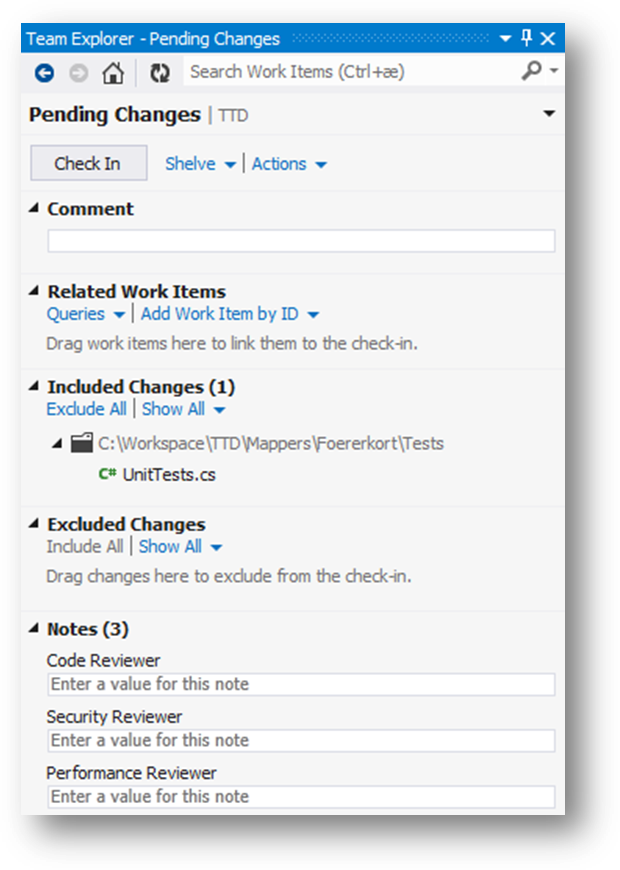 Team Explorer - Pending Changes
Search Work Items (Ctrl+æ)
Pending Changes | TTD
Check In Shelve | Actions
Comment
Related Work Items
Queries | Add Work Item by ID
Drag work items here to link them to the check-in.
Included Changes (1)
Exclude All | Show All
C:\Workspace\TTD\Mappers\Foererkort\Tests
C# UnitTests.cs
Excluded Changes
Include All | Show All
Drag changes here to exclude from the check-in.
Notes (3)
Code Reviewer
Enter a value for this note
Security Reviewer
Enter a value for this note
Performance Reviewer
Enter a value for this note